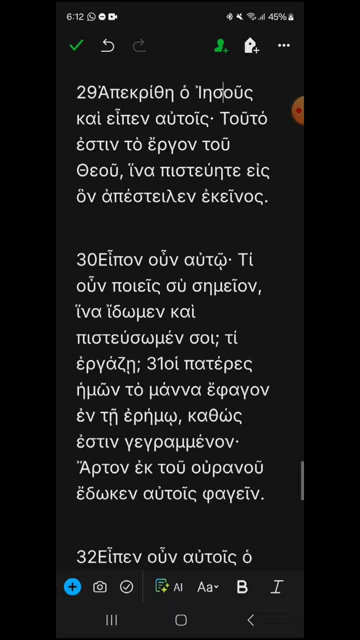 6:12
45%
29Ἀπεκρίθη ὁ Ἰησοῦς
καὶ εἶπεν αὐτοῖς· Τοῦτό
ἐστιν τὸ ἔργον τοῦ
Θεοῦ, ἵνα πιστεύητε εἰς
ὃν ἀπέστειλεν ἐκεῖνος.
30Εἶπον οὖν αὐτῷ· Τί
οὖν ποιεῖς σὺ σημεῖον,
ἵνα ἴδωμεν καὶ
πιστεύσωμέν σοι; τί
ἐργάζῃ; 31οἱ πατέρες
ἡμῶν τὸ μάννα ἔφαγον
ἐν τῇ ἐρήμῳ, καθώς
ἐστιν γεγραμμένον·
Ἄρτον ἐκ τοῦ οὐρανοῦ
ἔδωκεν αὐτοῖς φαγεῖν.
32Εἶπεν οὖν αὐτοῖς ὁ
AI Aa B I